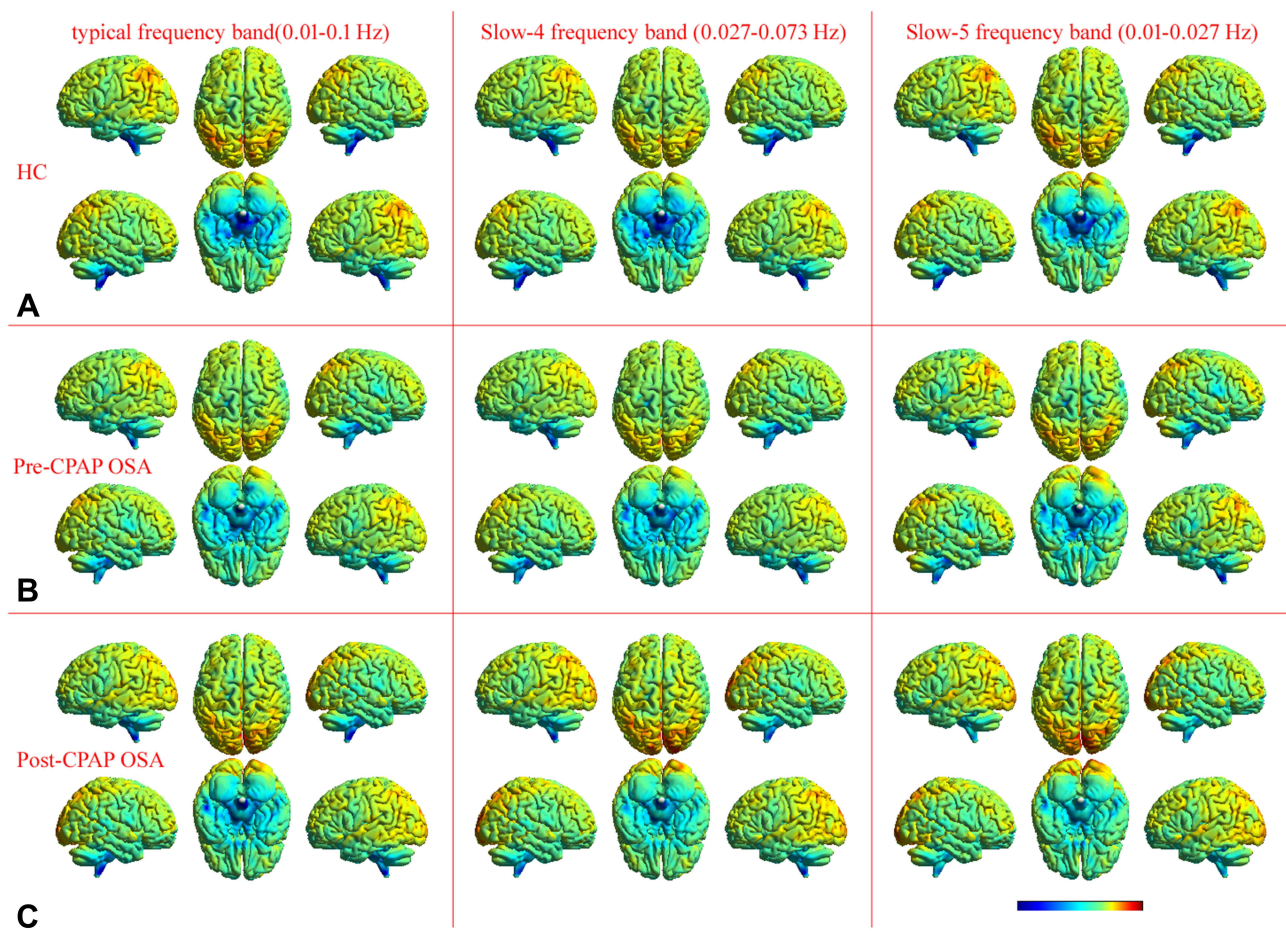 typical frequency band(0.01-0.1 Hz)
Slow-4 frequency band (0.027-0.073 Hz)
Slow-5 frequency band (0.01-0.027 Hz)
HC
A
Pre-CPAP OSA
B
Post-CPAP OSA
C